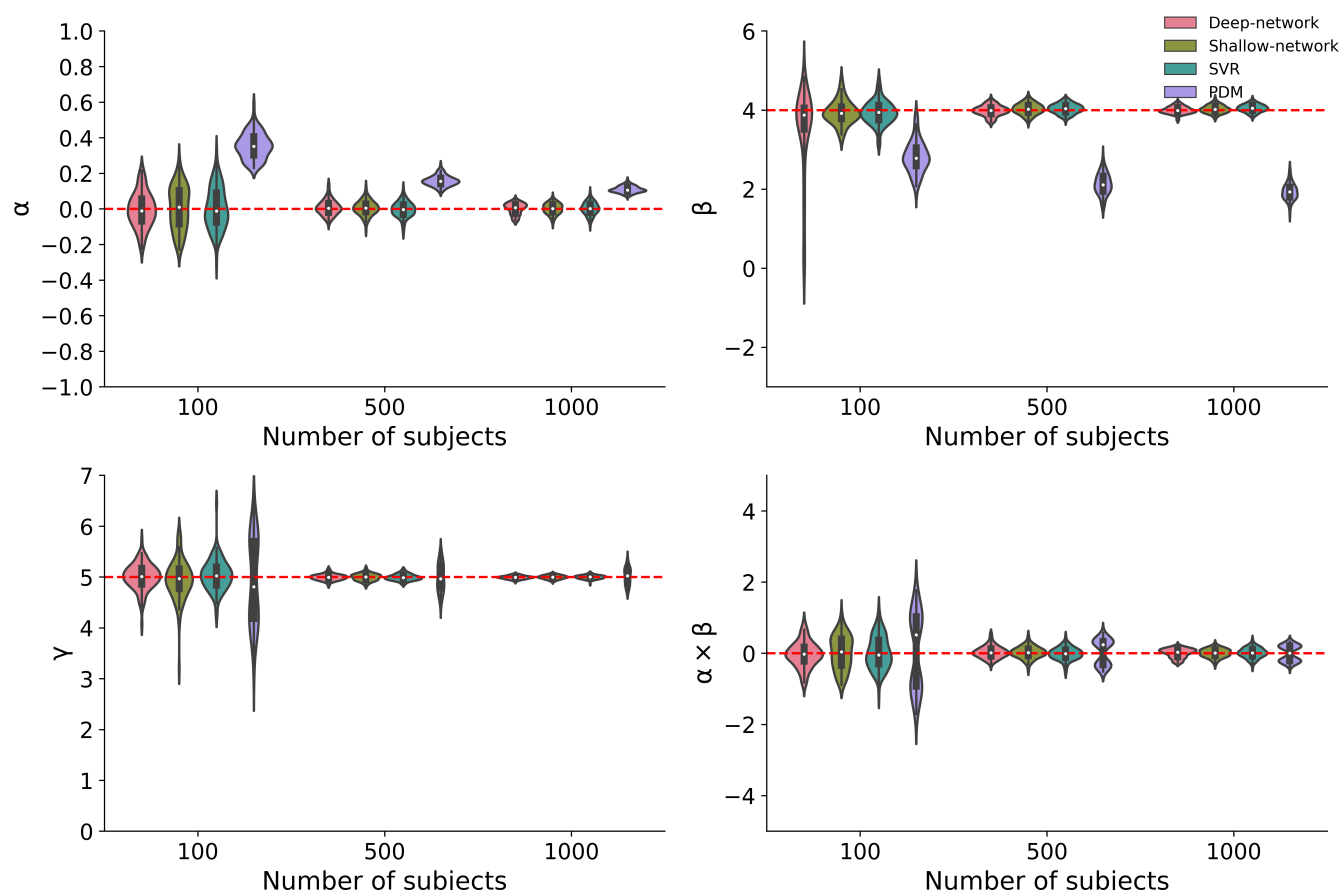 Deep-network
Shallow-network
SVR
PDM
1.0
0.8
0.6
0.4
0.2
0.0
−0.2
−0.4
−0.6
−0.8
−1.0
α
100 500 1000
Number of subjects
6
4
2
0
−2
β
100 500 1000
Number of subjects
7
6
5
4
3
2
1
0
γ
100 500 1000
Number of subjects
4
2
0
−2
−4
α × β
100 500 1000
Number of subjects